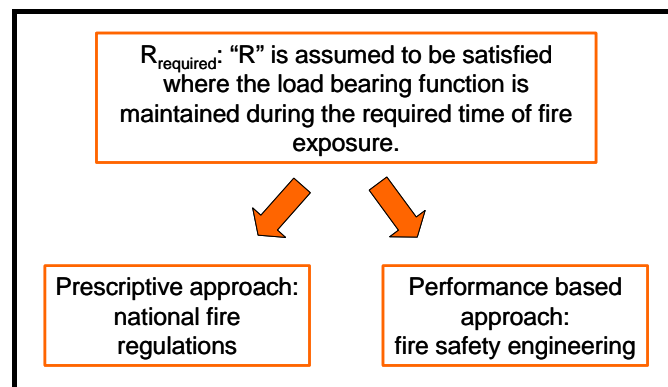 R_required: “R” is assumed to be satisfied
where the load bearing function is
maintained during the required time of fire
exposure.
Prescriptive approach:
national fire
regulations
Performance based
approach:
fire safety engineering